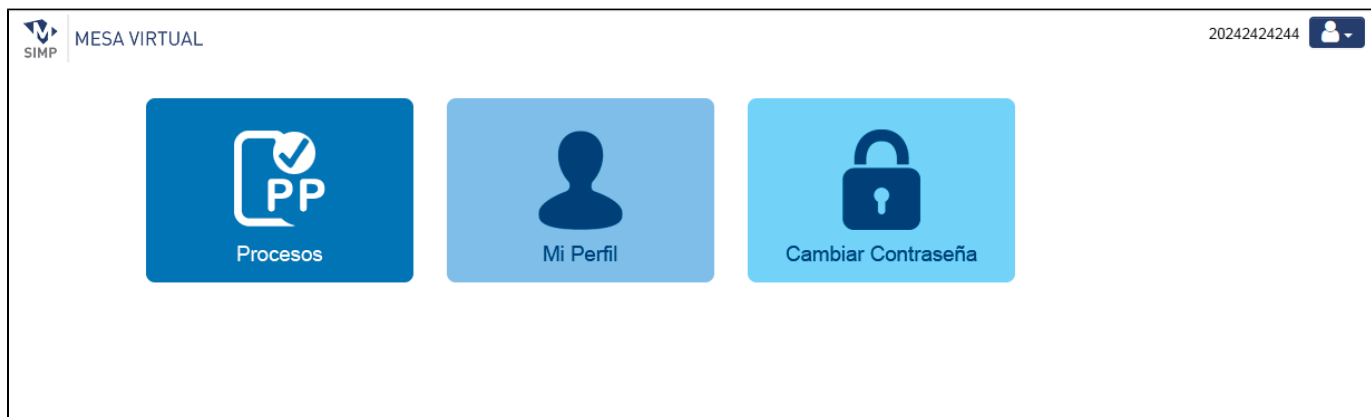 SIMP
MESA VIRTUAL
20242424244
PP
Procesos
Mi Perfil
Cambiar Contraseña